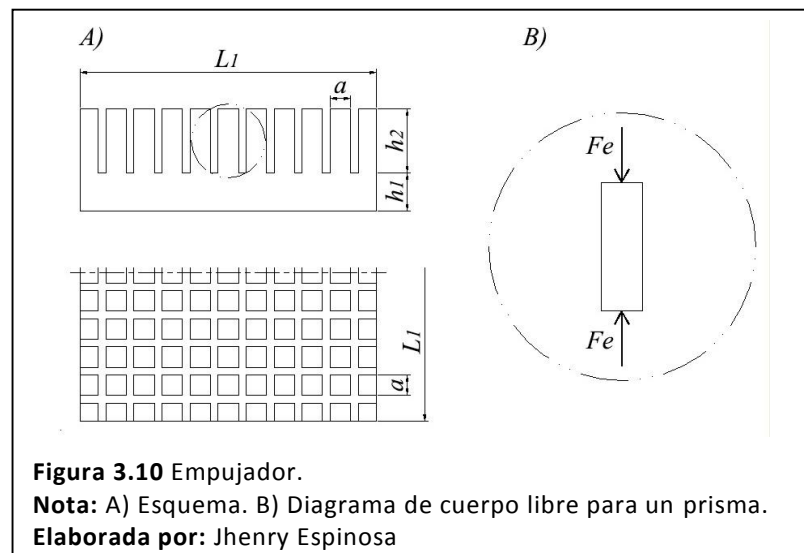 A)
B)
L1
a
h2
h1
Fe
Fe
L1
a
Figura 3.10 Empujador.
Nota: A) Esquema. B) Diagrama de cuerpo libre para un prisma.
Elaborada por: Jhenry Espinosa